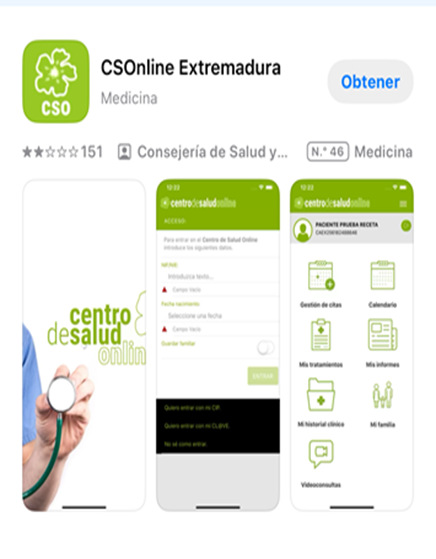 CSOnline Extremadura
Medicina
Obtener
CSO
★★☆☆☆ 151
Consejería de Salud y...
N.º 46 Medicina
centro
desalud
online
12:22
centrodesaludonline
ACCESO:
Para entrar en el Centro de Salud Online
introduce los siguientes datos.
Introduzca texto...
Campo Vacío
Fecha nacimiento:
Seleccione una fecha
Campo Vacío
Guardar familiar
ENTRAR
Quiero entrar con mi CIP.
Quiero entrar con mi CL@VE.
No sé como entrar.
12:22
centrodesaludonline
PACIENTE PRUEBA RECETA
Gestión de citas
Calendario
Mis tratamientos
Mis informes
Mi historial clínico
Mi familia
Videoconsultas